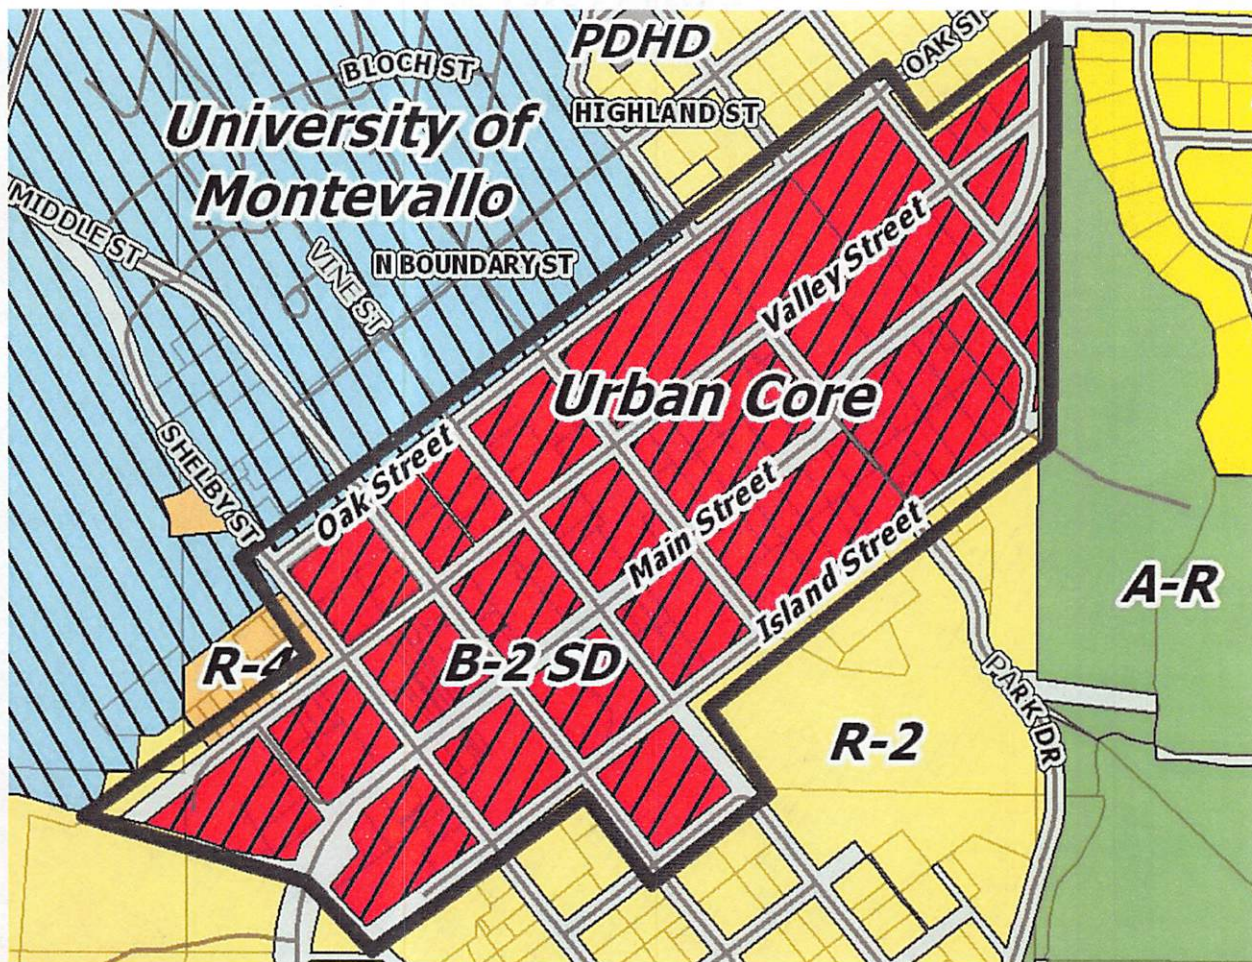 PDHD
OAK ST
BLOCH ST
University of
Montevallo
HIGHLAND ST
MIDDLE ST
VINE ST
N BOUNDARY ST
Valley Street
Urban Core
SHELBY ST
Oak Street
Main Street
Island Street
A-R
R-4
B-2 SD
PARK DR
R-2